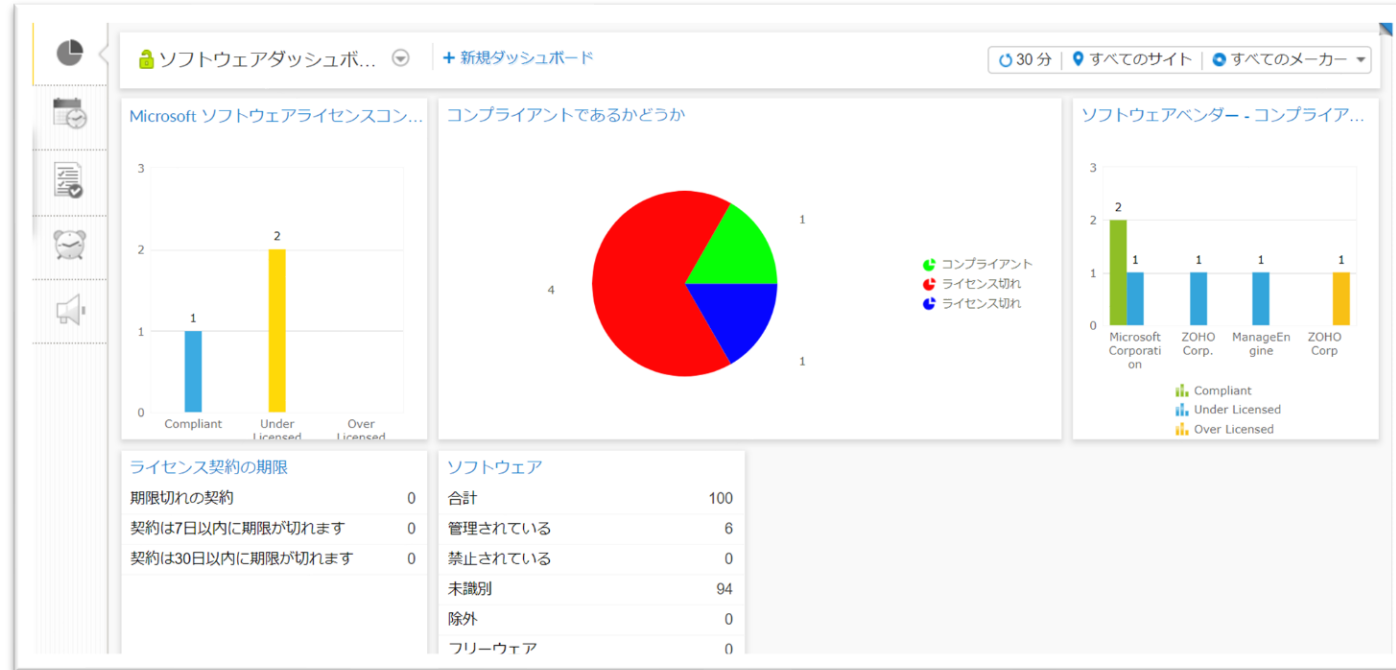 ソフトウェアダッシュボ...
+ 新規ダッシュボード
30 分 | すべてのサイト | すべてのメーカー
Microsoft ソフトウェアライセンスコン...
3
2
1
0
2
1
Compliant
Under Licensed
Over Licensed
コンプライアントであるかどうか
1
4
1
コンプライアント
ライセンス切れ
ライセンス切れ
ソフトウェアベンダー - コンプライア...
3
2
1
0
2
1
1
1
1
Microsoft Corporati on
ZOHO Corp.
ManageEn gine
ZOHO Corp
Compliant
Under Licensed
Over Licensed
ライセンス契約の期限
期限切れの契約 0
契約は7日以内に期限が切れます 0
契約は30日以内に期限が切れます 0
ソフトウェア
合計 100
管理されている 6
禁止されている 0
未識別 94
除外 0
フリーウェア 0